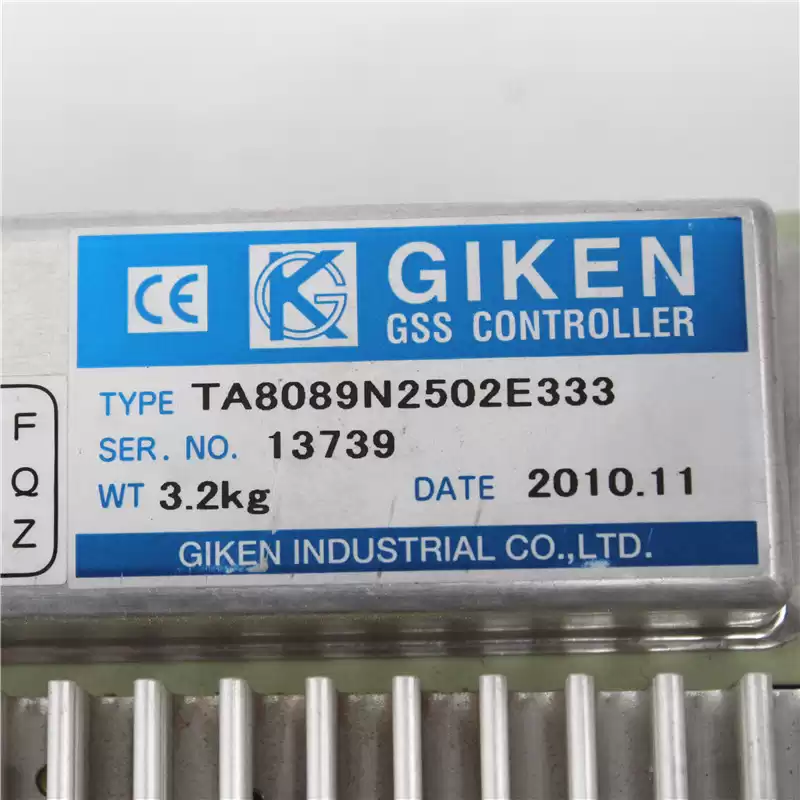 CE KG GIKEN
GSS CONTROLLER
TYPE TA8089N2502E333
SER. NO. 13739
WT 3.2kg DATE 2010.11
GIKEN INDUSTRIAL CO.,LTD.
F
Q
Z